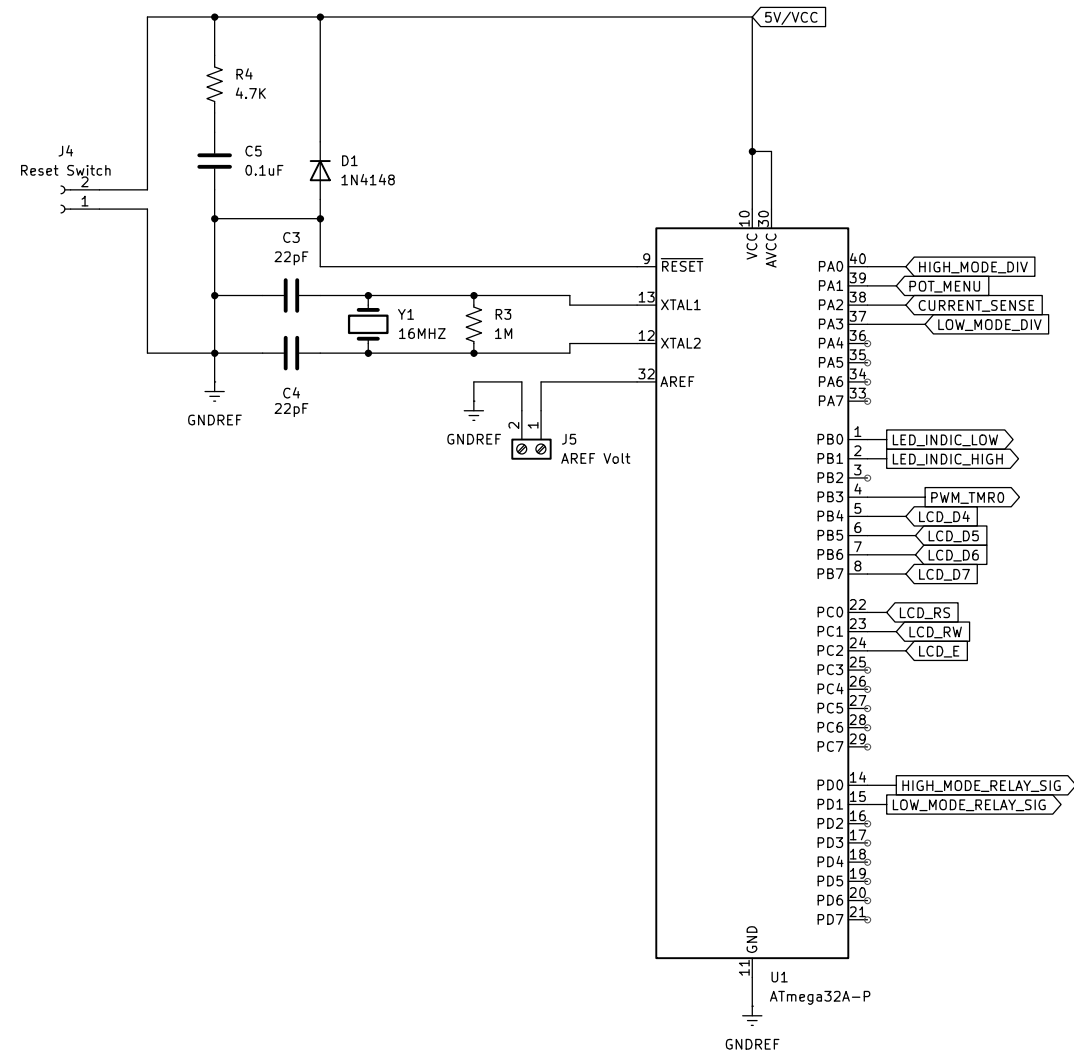 5V/VCC
R4
4.7K
J4
Reset Switch
2
1
C5
0.1uF
D1
1N4148
C3
22pF
Y1
16MHZ
R3
1M
C4
22pF
GNDREF
GNDREF
2
1
J5
AREF Volt
10
30
VCC
AVCC
9 RESET
13 XTAL1
12 XTAL2
32 AREF
PA0 40 HIGH_MODE_DIV
PA1 39 POT_MENU
PA2 38 CURRENT_SENSE
PA3 37 LOW_MODE_DIV
PA4 36
PA5 35
PA6 34
PA7 33
PB0 1 LED_INDIC_LOW
PB1 2 LED_INDIC_HIGH
PB2 3
PB3 4 PWM_TMR0
PB4 5 LCD_D4
PB5 6 LCD_D5
PB6 7 LCD_D6
PB7 8 LCD_D7
PC0 22 LCD_RS
PC1 23 LCD_RW
PC2 24 LCD_E
PC3 25
PC4 26
PC5 27
PC6 28
PC7 29
PD0 14 HIGH_MODE_RELAY_SIG
PD1 15 LOW_MODE_RELAY_SIG
PD2 16
PD3 17
PD4 18
PD5 19
PD6 20
PD7 21
GND
11
U1
ATmega32A-P
GNDREF